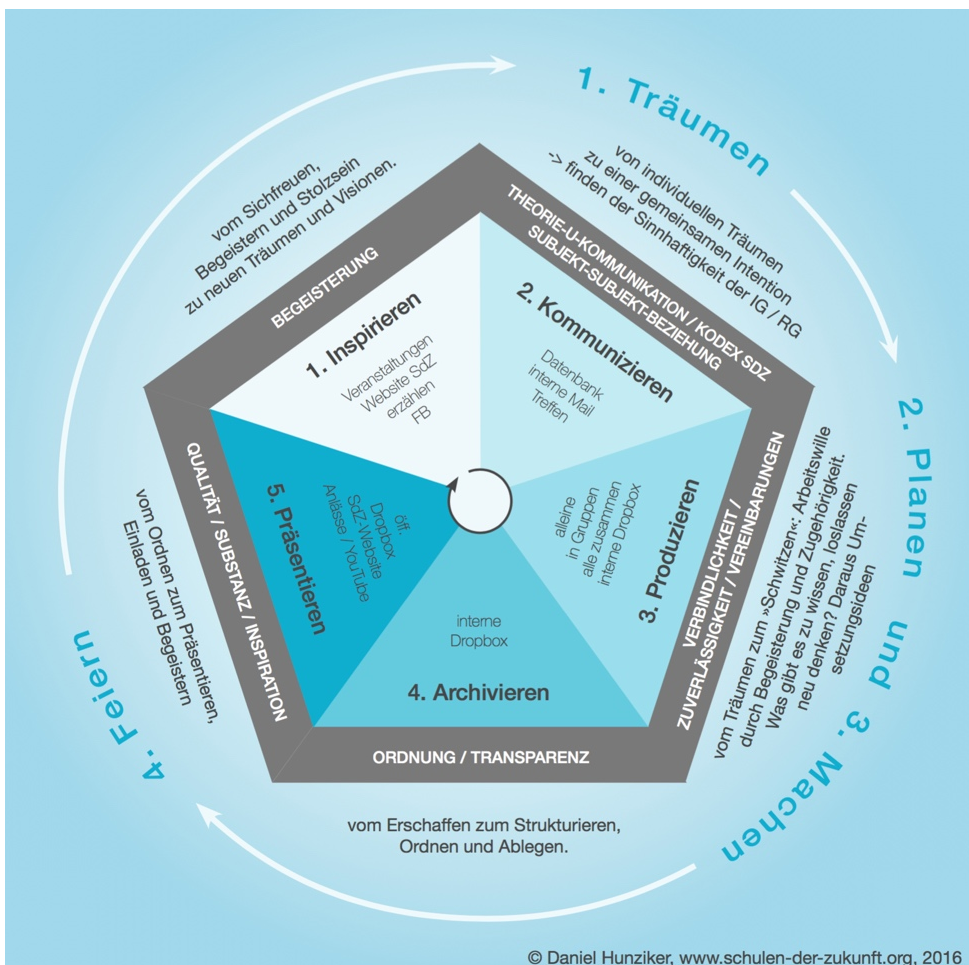 1. Träumen
von individuellen Träumen
zu einer gemeinsamen Intention
-> finden der Sinnhaftigkeit der IG / RG
2. Planen und 3. Machen
vom Träumen zum »Schwitzen«: Arbeitswille
durch Begeisterung und Zugehörigkeit.
Was gibt es zu wissen, loslassen
neu denken? Daraus Um-
setzungsideen
vom Erschaffen zum Strukturieren,
Ordnen und Ablegen.
4. Feiern
vom Ordnen zum Präsentieren,
Einladen und Begeistern
vom Sichfreuen,
Begeistern und Stolzsein
zu neuen Träumen und Visionen.
BEGEISTERUNG
THEORIE-U-KOMMUNIKATION / KODEX SDZ
SUBJEKT-SUBJEKT-BEZIEHUNG
VERBINDLICHKEIT /
ZUVERLÄSSIGKEIT / VEREINBARUNGEN
ORDNUNG / TRANSPARENZ
QUALITÄT / SUBSTANZ / INSPIRATION
1. Inspirieren
Veranstaltungen
Website SdZ
erzählen
FB
2. Kommunizieren
Datenbank
interne Mail
Treffen
3. Produzieren
alleine
in Gruppen
alle zusammen
interne Dropbox
interne
Dropbox
4. Archivieren
5. Präsentieren
öff.
Dropbox
SdZ-Website
Anlässe / YouTube
© Daniel Hunziker, www.schulen-der-zukunft.org, 2016